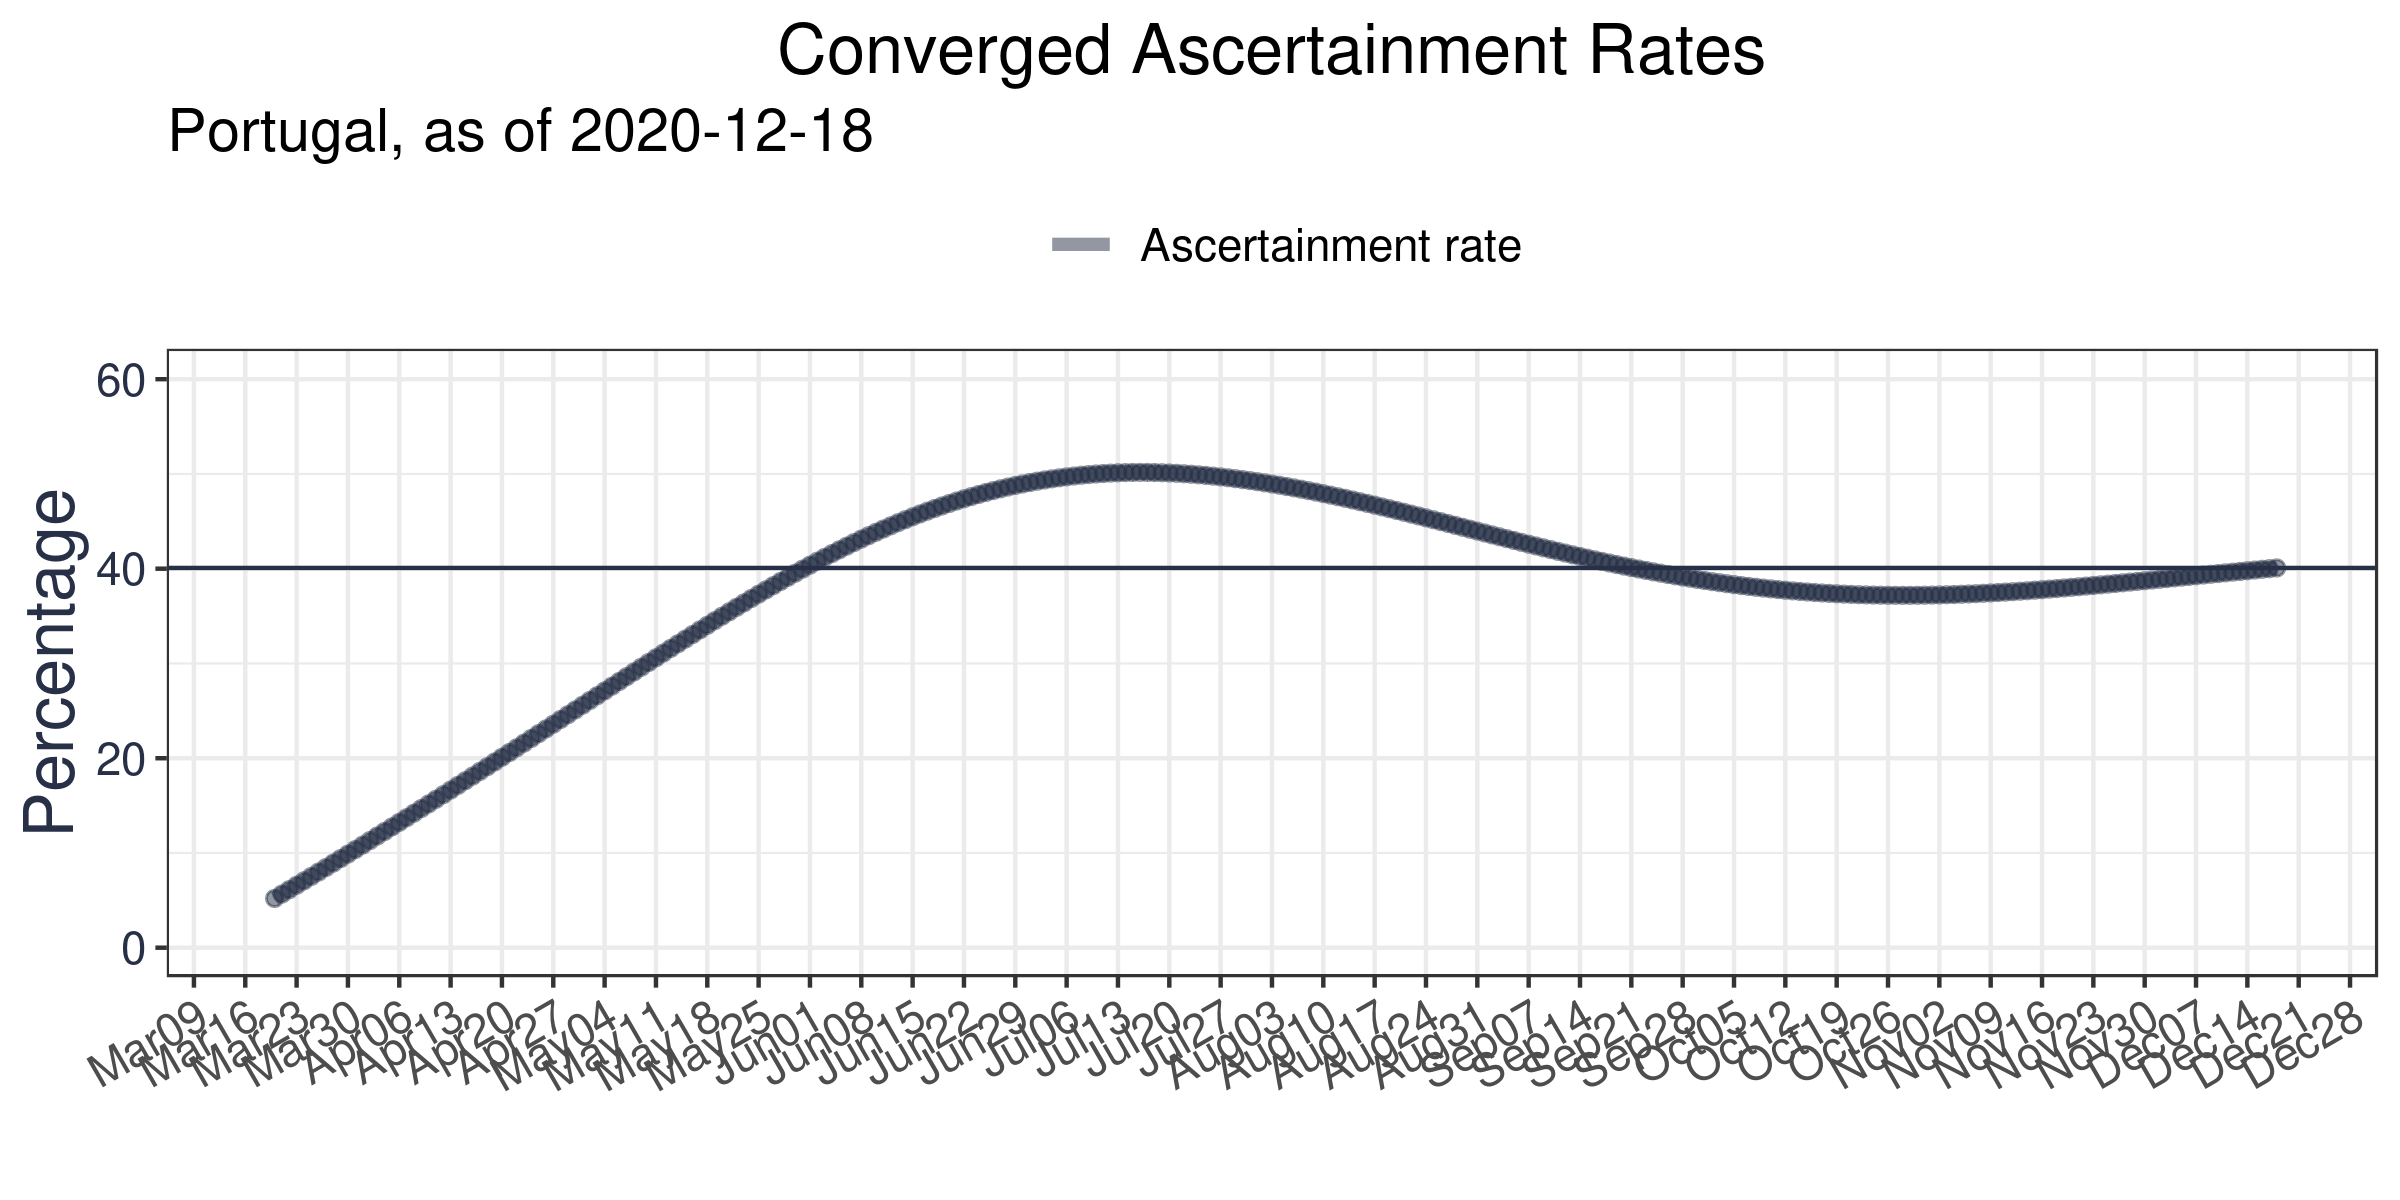 Converged Ascertainment Rates
Portugal, as of 2020-12-18
Ascertainment rate
Percentage
60
40
20
0
Mar09
Mar16
Mar23
Mar30
Apr06
Apr13
Apr20
Apr27
May04
May11
May18
May25
Jun01
Jun08
Jun15
Jun22
Jun29
Jul06
Jul13
Jul20
Jul27
Aug03
Aug10
Aug17
Aug24
Aug31
Sep07
Sep14
Sep21
Sep28
Oct05
Oct12
Oct19
Oct26
Nov02
Nov09
Nov16
Nov23
Nov30
Dec07
Dec14
Dec21
Dec28